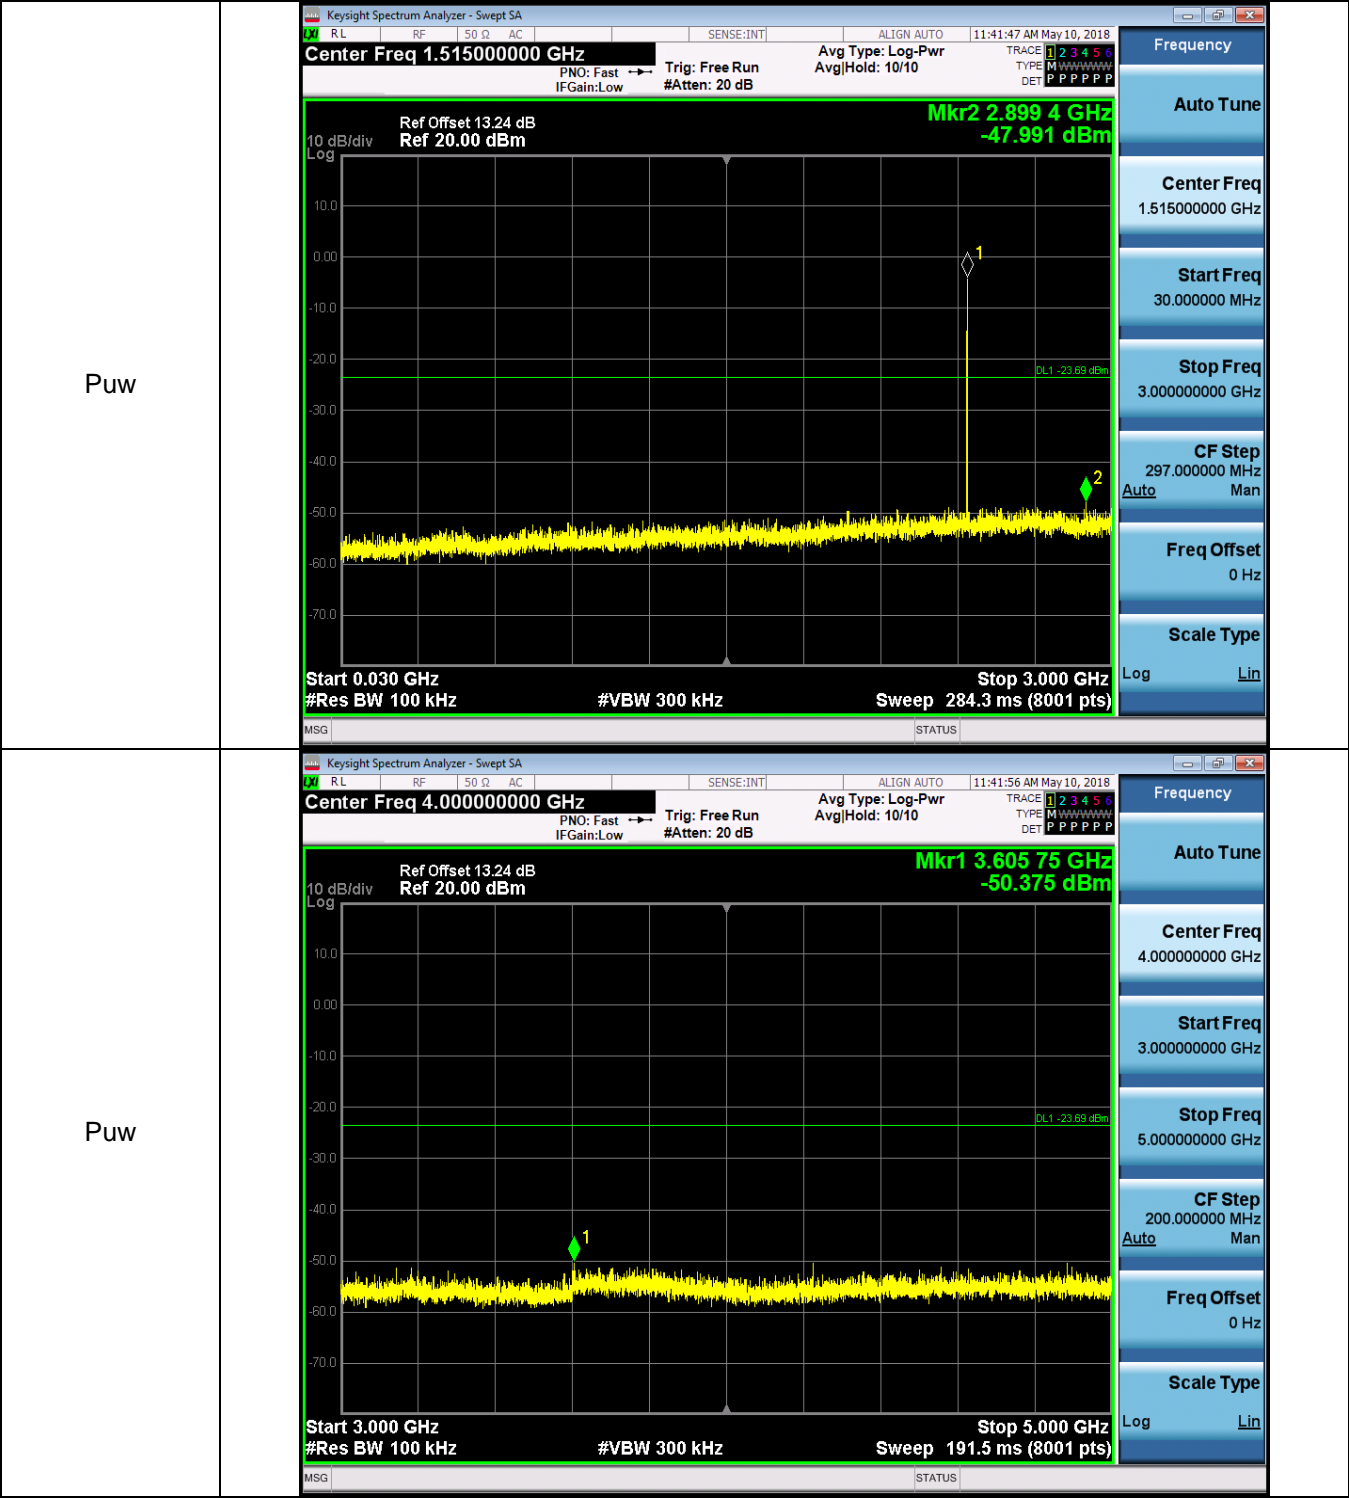 Puw
Keysight Spectrum Analyzer - Swept SA
LXI RL RF 50 Ω AC SENSE:INT ALIGN AUTO 11:41:47 AM May 10, 2018
Center Freq 1.515000000 GHz
PNO: Fast
IFGain:Low
Trig: Free Run
#Atten: 20 dB
Avg Type: Log-Pwr
Avg|Hold: 10/10
TRACE 1 2 3 4 5 6
TYPE M WWWWW
DET P P P P P P
Mkr2 2.899 4 GHz
-47.991 dBm
Ref Offset 13.24 dB
10 dB/div Ref 20.00 dBm
Log
10.0
0.00
-10.0
-20.0
-30.0
-40.0
-50.0
-60.0
-70.0
1
DL1 -23.69 dBm
2
Start 0.030 GHz Stop 3.000 GHz
#Res BW 100 kHz #VBW 300 kHz Sweep 284.3 ms (8001 pts)
MSG STATUS
Frequency
Auto Tune
Center Freq
1.515000000 GHz
Start Freq
30.000000 MHz
Stop Freq
3.000000000 GHz
CF Step
297.000000 MHz
Auto Man
Freq Offset
0 Hz
Scale Type
Log Lin
Puw
Keysight Spectrum Analyzer - Swept SA
LXI RL RF 50 Ω AC SENSE:INT ALIGN AUTO 11:41:56 AM May 10, 2018
Center Freq 4.000000000 GHz
PNO: Fast
IFGain:Low
Trig: Free Run
#Atten: 20 dB
Avg Type: Log-Pwr
Avg|Hold: 10/10
TRACE 1 2 3 4 5 6
TYPE M WWWWW
DET P P P P P P
Mkr1 3.605 75 GHz
-50.375 dBm
Ref Offset 13.24 dB
10 dB/div Ref 20.00 dBm
Log
10.0
0.00
-10.0
-20.0
-30.0
-40.0
-50.0
-60.0
-70.0
DL1 -23.69 dBm
1
Start 3.000 GHz Stop 5.000 GHz
#Res BW 100 kHz #VBW 300 kHz Sweep 191.5 ms (8001 pts)
MSG STATUS
Frequency
Auto Tune
Center Freq
4.000000000 GHz
Start Freq
3.000000000 GHz
Stop Freq
5.000000000 GHz
CF Step
200.000000 MHz
Auto Man
Freq Offset
0 Hz
Scale Type
Log Lin